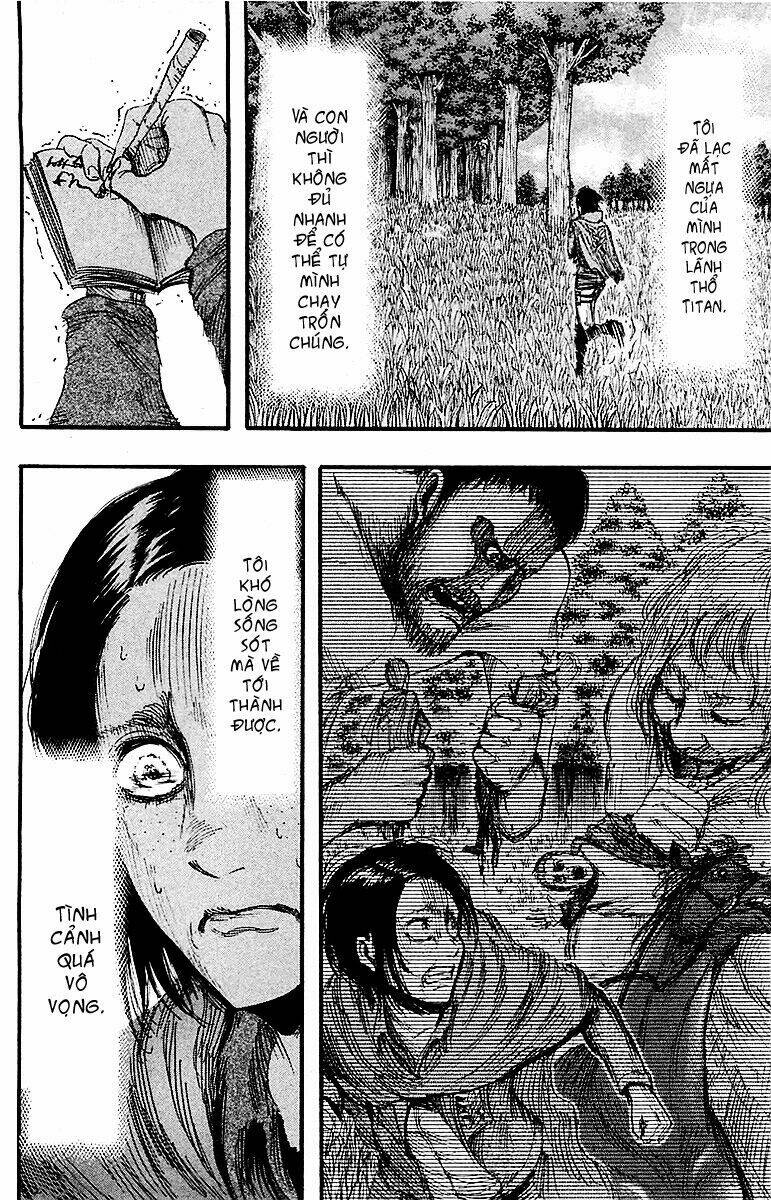 TÔI
ĐÃ LẠC
MẤT
NGỰA
CỦA
MÌNH
TRONG
LÃNH
THỔ
TITAN.
VÀ CON
NGƯỜI
THÌ
KHÔNG
ĐỦ
NHANH
ĐỂ CÓ
THỂ TỰ
MÌNH
CHẠY
TRỐN
CHÚNG.
TÔI
KHÓ
LÒNG
SỐNG
SÓT
MÀ VỀ
TỚI
THÀNH
ĐƯỢC.
TÌNH
CẢNH
QUÁ
VÔ
VỌNG.